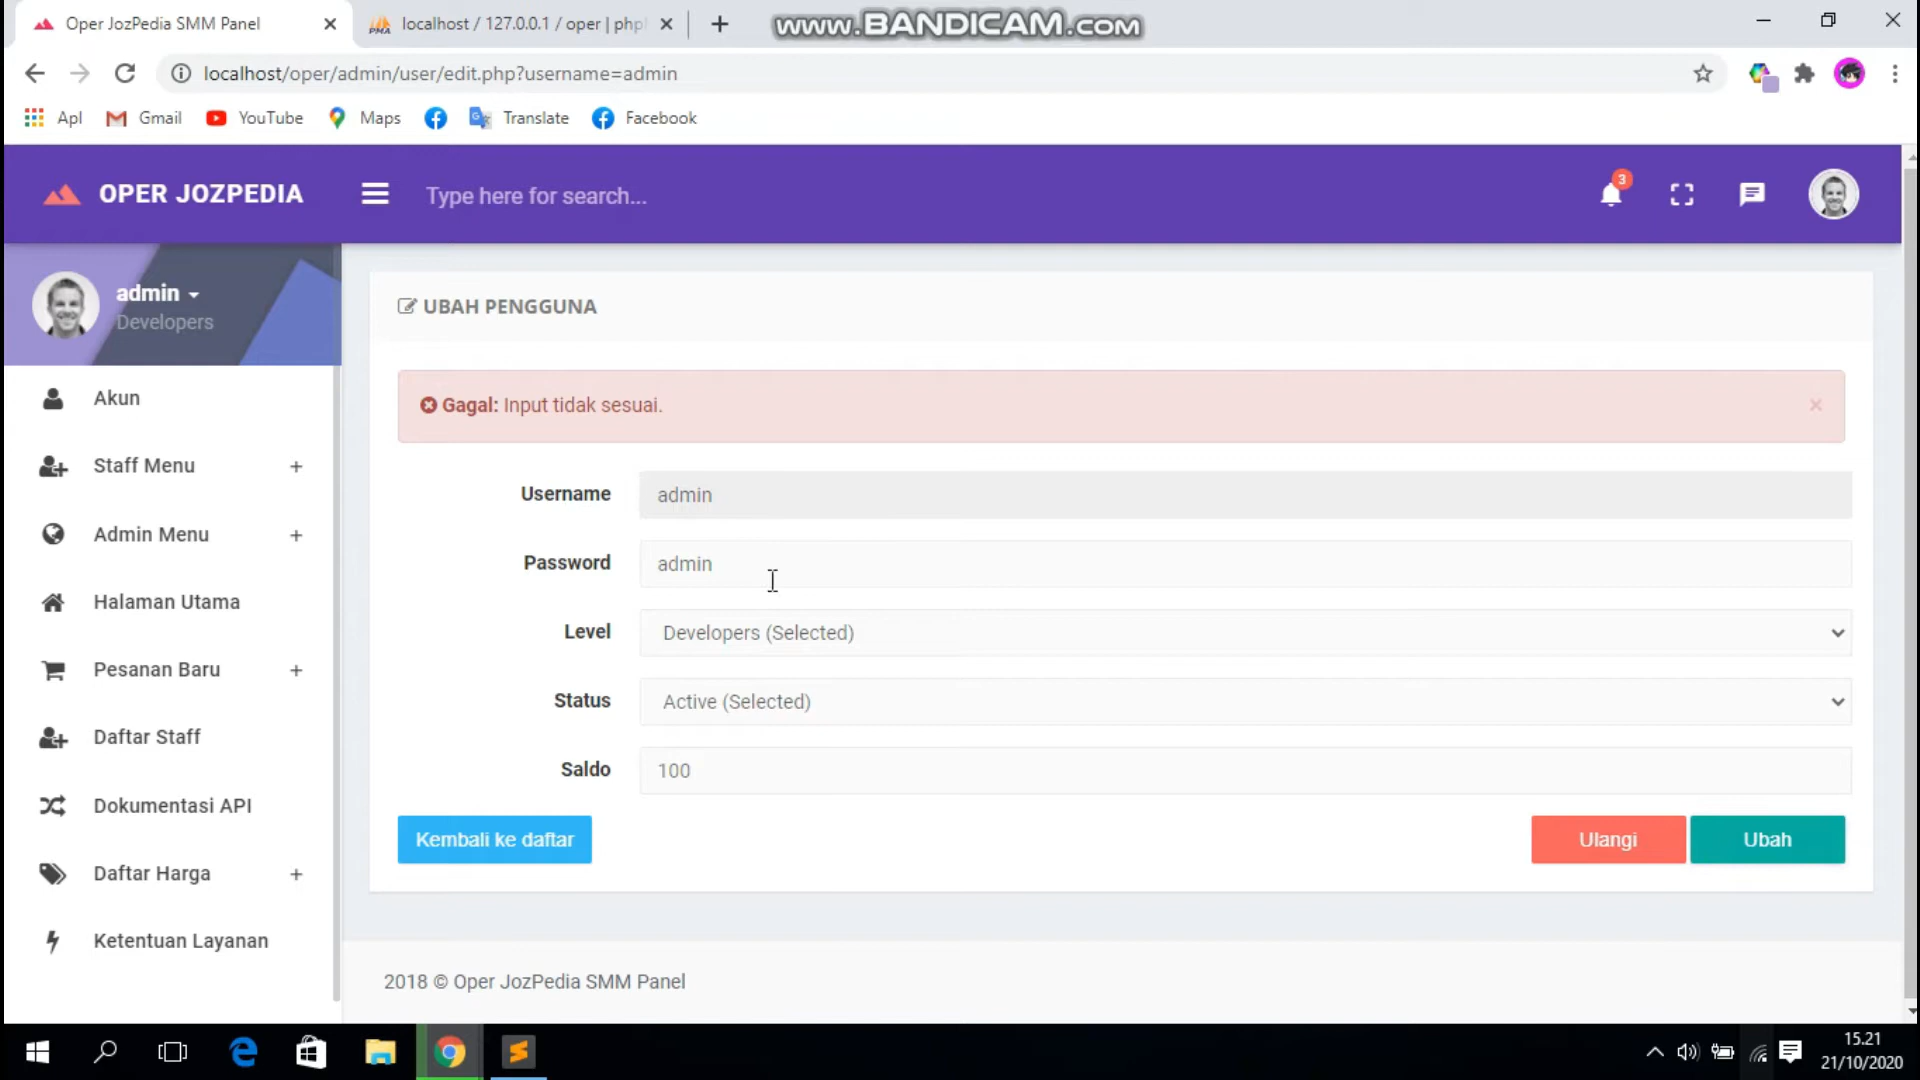 Oper JozPedia SMM Panel
localhost / 127.0.0.1 / oper | php
www.BANDICAM.com
localhost/oper/admin/user/edit.php?username=admin
Apl
Gmail
YouTube
Maps
Translate
Facebook
OPER JOZPEDIA
Type here for search...
3
admin
Developers
Akun
Staff Menu
Admin Menu
Halaman Utama
Pesanan Baru
Daftar Staff
Dokumentasi API
Daftar Harga
Ketentuan Layanan
UBAH PENGGUNA
Gagal: Input tidak sesuai.
Username admin
Password admin
Level Developers (Selected)
Status Active (Selected)
Saldo 100
Kembali ke daftar
Ulangi
Ubah
2018 © Oper JozPedia SMM Panel
15.21
21/10/2020